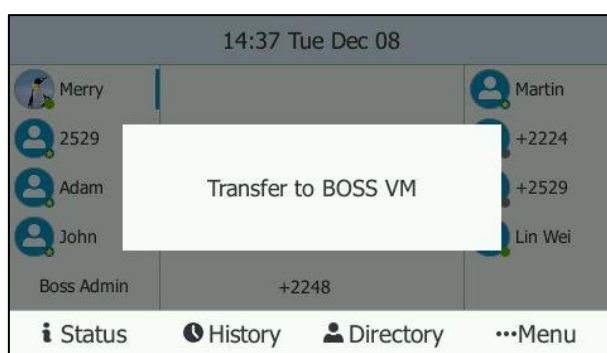 14:37 Tue Dec 08
Merry
Martin
2529
+2224
Adam
Transfer to BOSS VM
+2529
John
Lin Wei
Boss Admin
+2248
Status
History
Directory
Menu